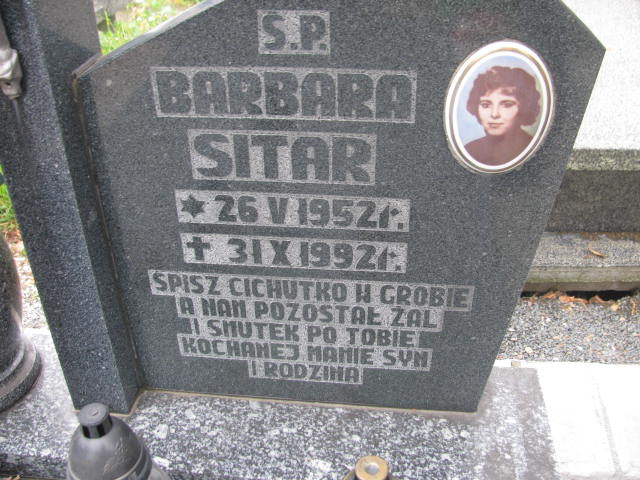 S.P.
BARBARA
SITAR
* 26 V 1952 r.
✝ 31 X 1992 r.
ŚPISZ CICHUTKO W GROBIE
A NAM POZOSTAŁ ŻAL
I SMUTEK PO TOBIE
KOCHANEJ MAMIE SYN
I RODZINA